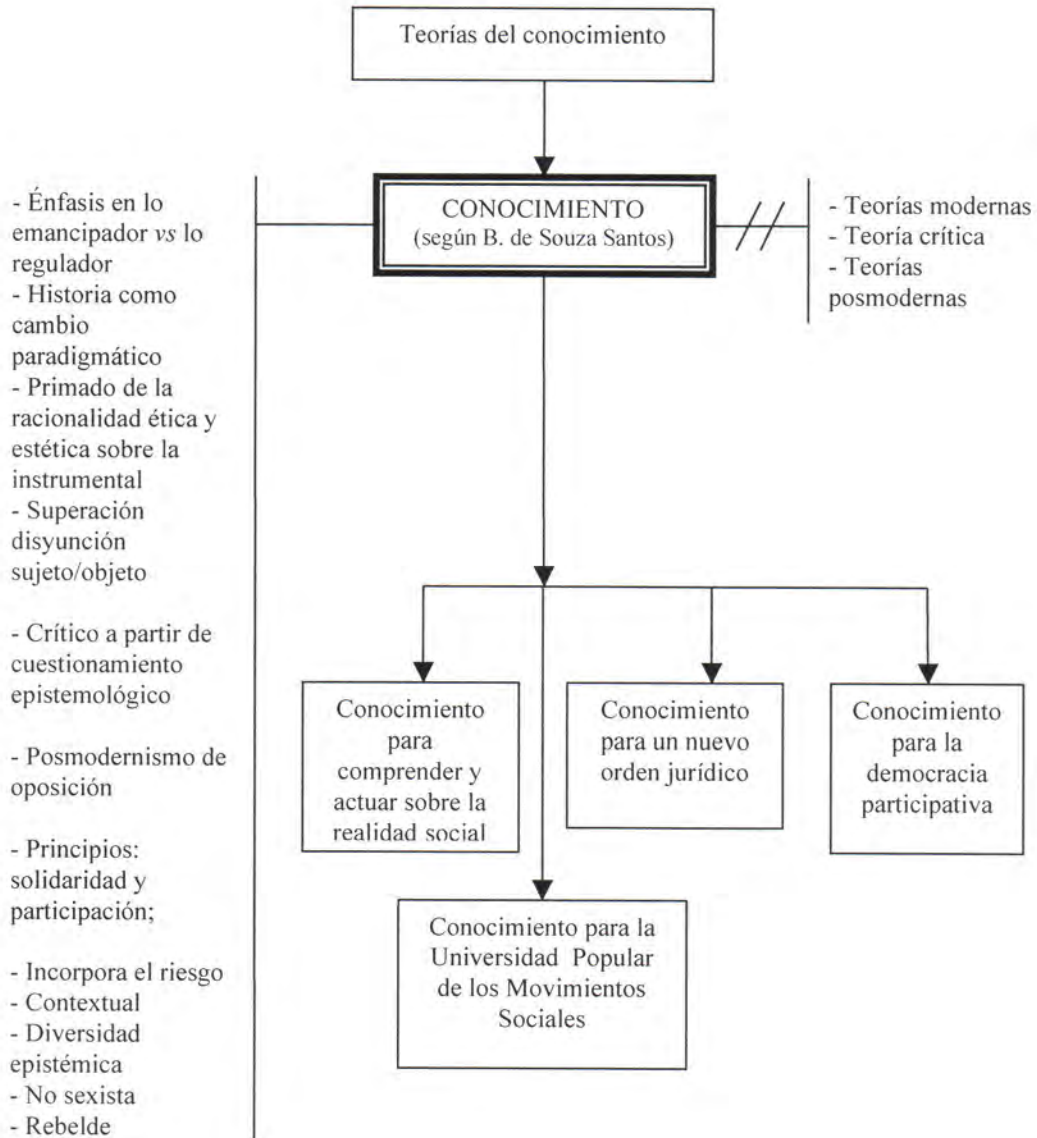 Teorías del conocimiento
CONOCIMIENTO
(según B. de Souza Santos)
- Énfasis en lo
emancipador vs lo
regulador
- Historia como
cambio
paradigmático
- Primado de la
racionalidad ética y
estética sobre la
instrumental
- Superación
disyunción
sujeto/objeto
- Crítico a partir de
cuestionamiento
epistemológico
- Posmodernismo de
oposición
- Principios:
solidaridad y
participación;
- Incorpora el riesgo
- Contextual
- Diversidad
epistémica
- No sexista
- Rebelde
- Teorías modernas
- Teoría crítica
- Teorías
posmodernas
Conocimiento
para
comprender y
actuar sobre la
realidad social
Conocimiento
para un nuevo
orden jurídico
Conocimiento
para la
democracia
participativa
Conocimiento para la
Universidad Popular
de los Movimientos
Sociales